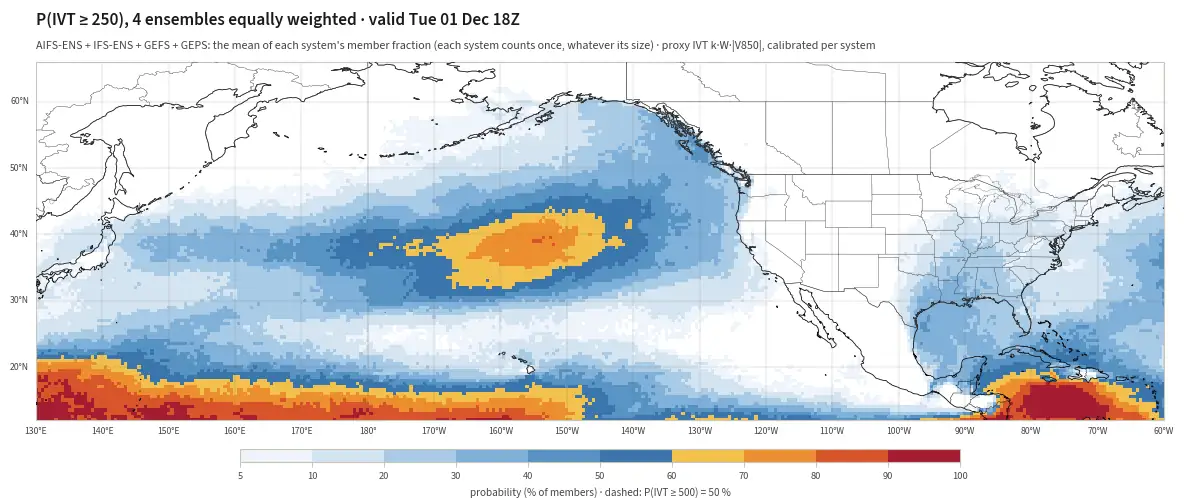 P(IVT ≥ 250), 4 ensembles equally weighted · valid Tue 01 Dec 18Z
AIFS-ENS + IFS-ENS + GEFS + GEPS: the mean of each system's member fraction (each system counts once, whatever its size) · proxy IVT k·W·|V850|, calibrated per system
60°N
50°N
40°N
30°N
20°N
130°E 140°E 150°E 160°E 170°E 180° 170°W 160°W 150°W 140°W 130°W 120°W 110°W 100°W 90°W 80°W 70°W 60°W
5 10 20 30 40 50 60 70 80 90 100
probability (% of members) · dashed: P(IVT ≥ 500) = 50 %